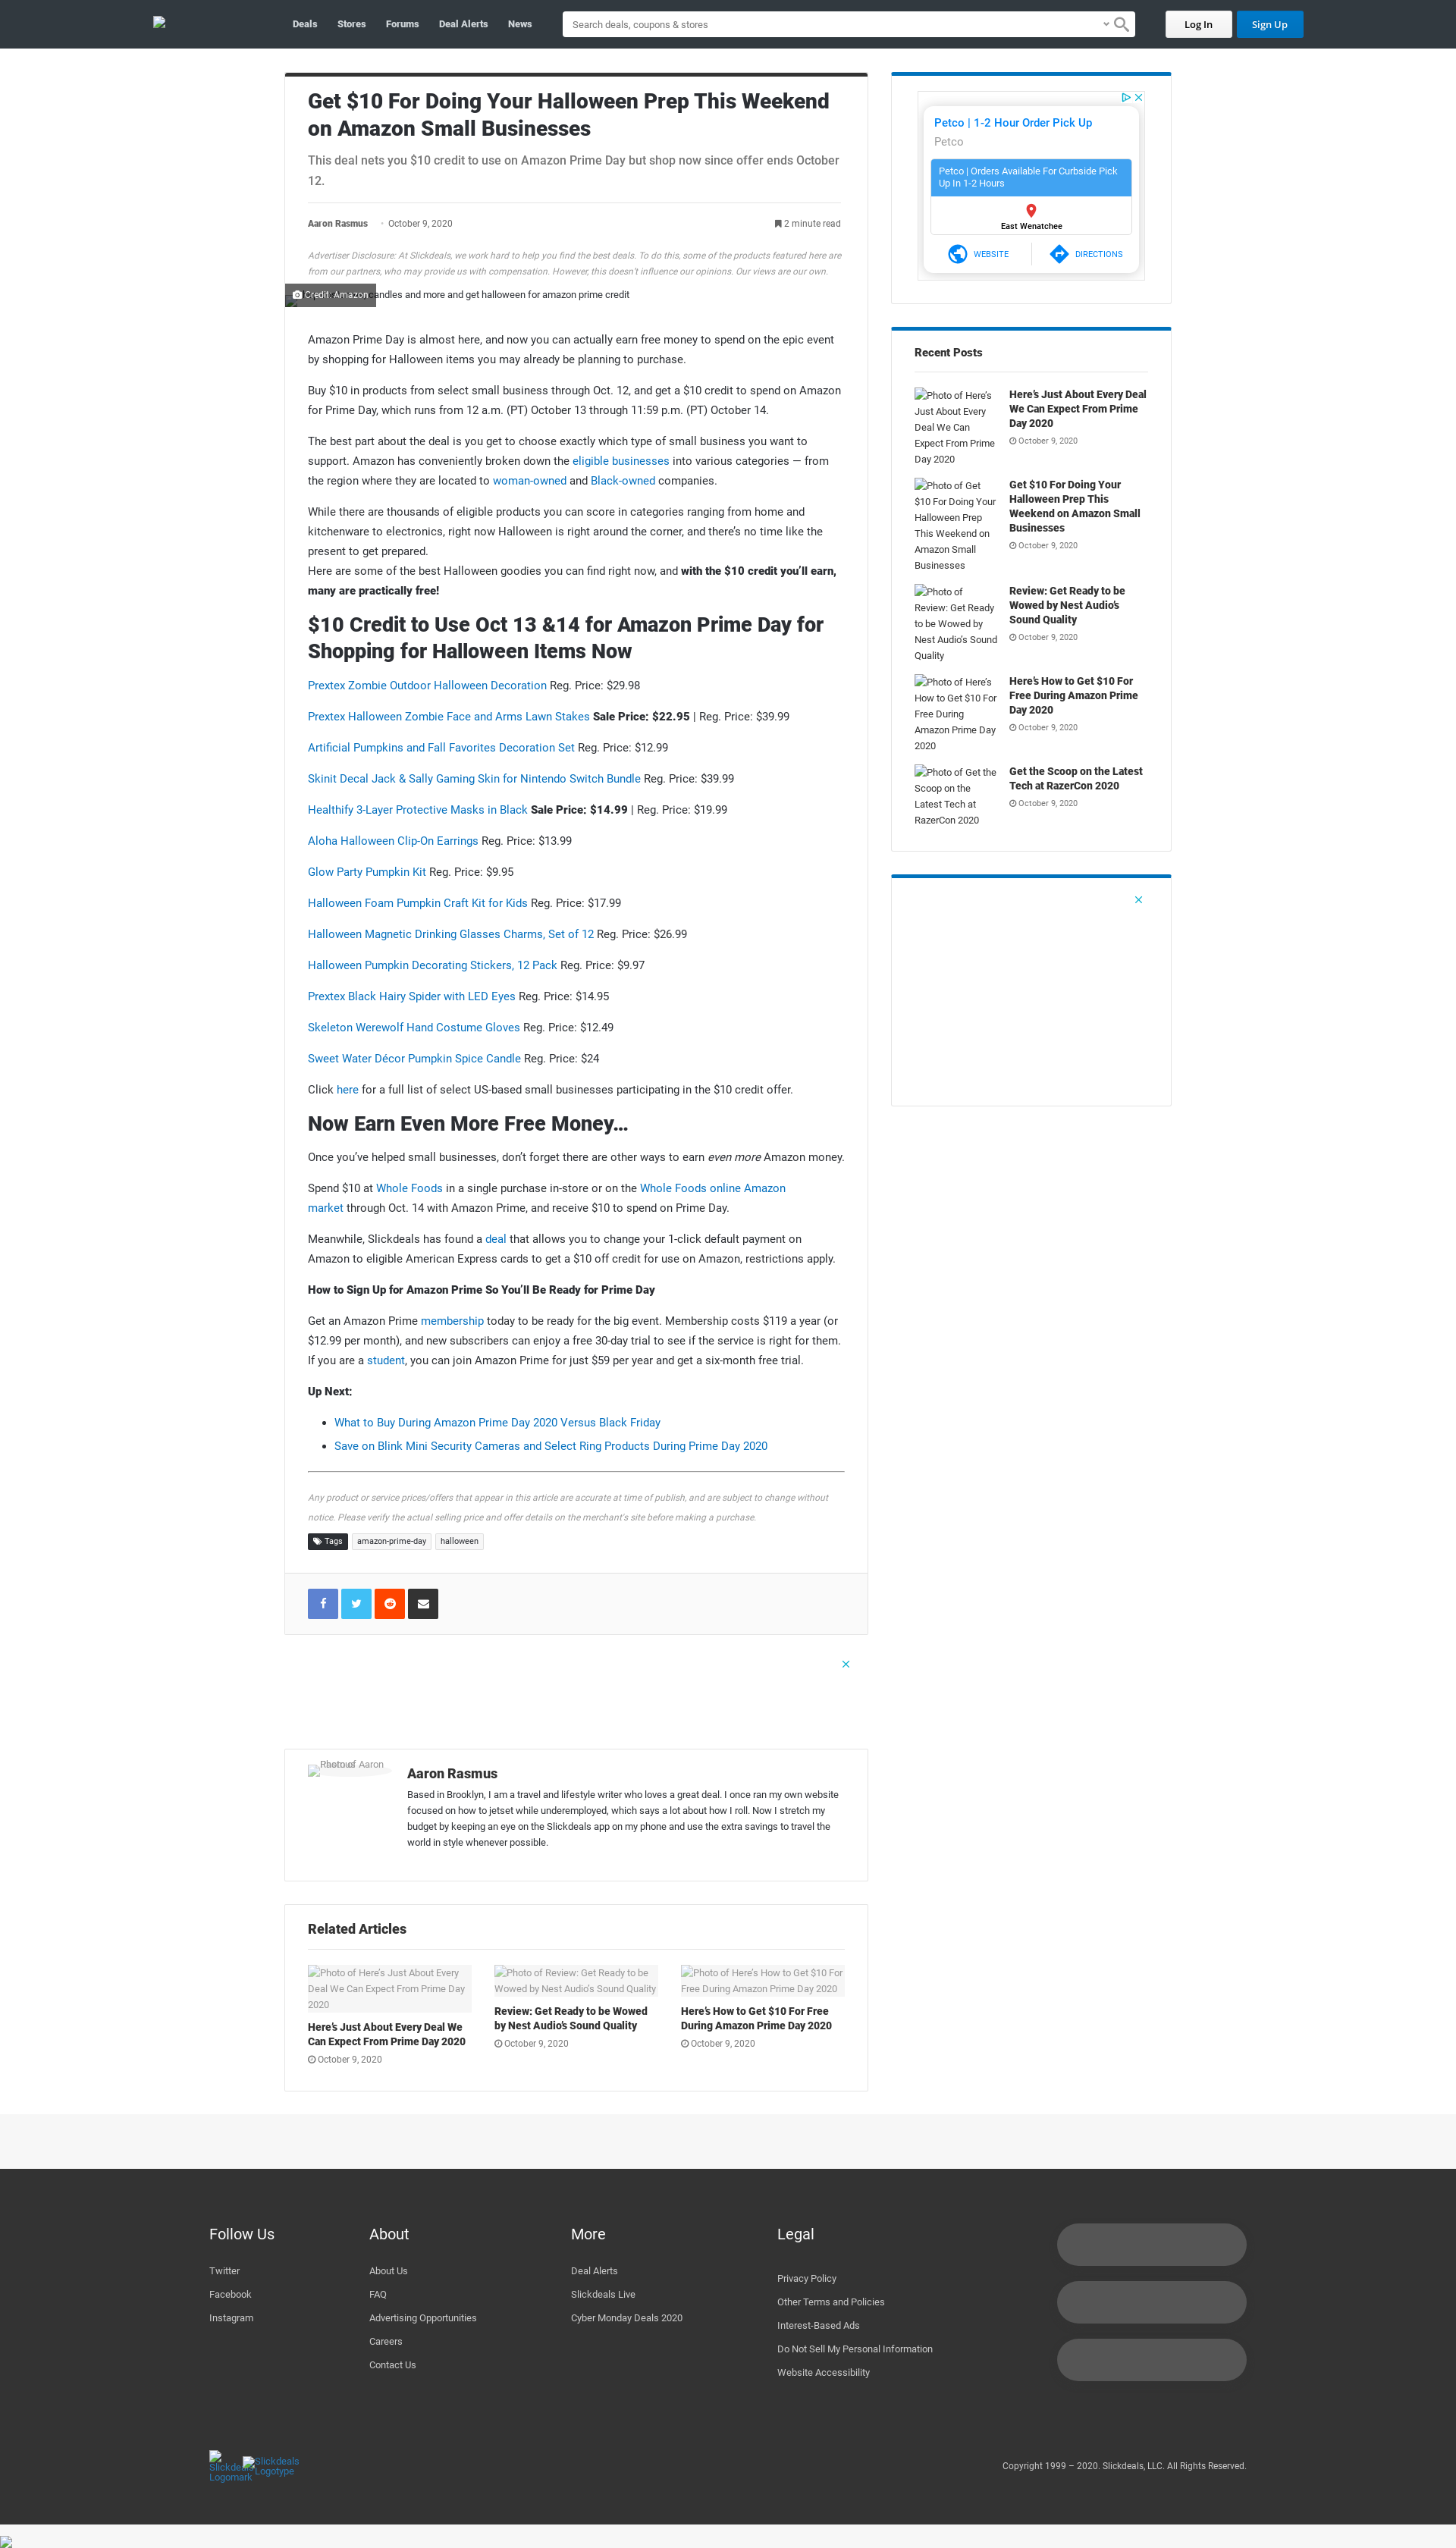 Deals
Stores
Forums
Deal Alerts
News
Search deals, coupons & stores
Log In
Sign Up
Get $10 For Doing Your Halloween Prep This Weekend
on Amazon Small Businesses
This deal nets you $10 credit to use on Amazon Prime Day but shop now since offer ends October
12.
Aaron Rasmus · October 9, 2020
2 minute read
Advertiser Disclosure: At Slickdeals, we work hard to help you find the best deals. To do this, some of the products featured here are
from our partners, who may provide us with compensation. However, this doesn't influence our opinions. Our views are our own.
Credit: Amazon
candles and more and get halloween for amazon prime credit
Amazon Prime Day is almost here, and now you can actually earn free money to spend on the epic event
by shopping for Halloween items you may already be planning to purchase.
Buy $10 in products from select small business through Oct. 12, and get a $10 credit to spend on Amazon
for Prime Day, which runs from 12 a.m. (PT) October 13 through 11:59 p.m. (PT) October 14.
The best part about the deal is you get to choose exactly which type of small business you want to
support. Amazon has conveniently broken down the eligible businesses into various categories — from
the region where they are located to woman-owned and Black-owned companies.
While there are thousands of eligible products you can score in categories ranging from home and
kitchenware to electronics, right now Halloween is right around the corner, and there's no time like the
present to get prepared.
Here are some of the best Halloween goodies you can find right now, and with the $10 credit you'll earn,
many are practically free!
$10 Credit to Use Oct 13 &14 for Amazon Prime Day for
Shopping for Halloween Items Now
Prextex Zombie Outdoor Halloween Decoration Reg. Price: $29.98
Prextex Halloween Zombie Face and Arms Lawn Stakes Sale Price: $22.95 | Reg. Price: $39.99
Artificial Pumpkins and Fall Favorites Decoration Set Reg. Price: $12.99
Skinit Decal Jack & Sally Gaming Skin for Nintendo Switch Bundle Reg. Price: $39.99
Healthify 3-Layer Protective Masks in Black Sale Price: $14.99 | Reg. Price: $19.99
Aloha Halloween Clip-On Earrings Reg. Price: $13.99
Glow Party Pumpkin Kit Reg. Price: $9.95
Halloween Foam Pumpkin Craft Kit for Kids Reg. Price: $17.99
Halloween Magnetic Drinking Glasses Charms, Set of 12 Reg. Price: $26.99
Halloween Pumpkin Decorating Stickers, 12 Pack Reg. Price: $9.97
Prextex Black Hairy Spider with LED Eyes Reg. Price: $14.95
Skeleton Werewolf Hand Costume Gloves Reg. Price: $12.49
Sweet Water Décor Pumpkin Spice Candle Reg. Price: $24
Click here for a full list of select US-based small businesses participating in the $10 credit offer.
Now Earn Even More Free Money…
Once you've helped small businesses, don't forget there are other ways to earn even more Amazon money.
Spend $10 at Whole Foods in a single purchase in-store or on the Whole Foods online Amazon
market through Oct. 14 with Amazon Prime, and receive $10 to spend on Prime Day.
Meanwhile, Slickdeals has found a deal that allows you to change your 1-click default payment on
Amazon to eligible American Express cards to get a $10 off credit for use on Amazon, restrictions apply.
How to Sign Up for Amazon Prime So You'll Be Ready for Prime Day
Get an Amazon Prime membership today to be ready for the big event. Membership costs $119 a year (or
$12.99 per month), and new subscribers can enjoy a free 30-day trial to see if the service is right for them.
If you are a student, you can join Amazon Prime for just $59 per year and get a six-month free trial.
Up Next:
• What to Buy During Amazon Prime Day 2020 Versus Black Friday
• Save on Blink Mini Security Cameras and Select Ring Products During Prime Day 2020
Any product or service prices/offers that appear in this article are accurate at time of publish, and are subject to change without
notice. Please verify the actual selling price and offer details on the merchant's site before making a purchase.
Tags
amazon-prime-day
halloween
Photo of Aaron
Aaron Rasmus
Based in Brooklyn, I am a travel and lifestyle writer who loves a great deal. I once ran my own website
focused on how to jetset while underemployed, which says a lot about how I roll. Now I stretch my
budget by keeping an eye on the Slickdeals app on my phone and use the extra savings to travel the
world in style whenever possible.
Related Articles
Photo of Here's Just About Every
Deal We Can Expect From Prime Day
2020
Here's Just About Every Deal We
Can Expect From Prime Day 2020
October 9, 2020
Photo of Review: Get Ready to be
Wowed by Nest Audio's Sound Quality
Review: Get Ready to be Wowed
by Nest Audio's Sound Quality
October 9, 2020
Photo of Here's How to Get $10 For
Free During Amazon Prime Day 2020
Here's How to Get $10 For Free
During Amazon Prime Day 2020
October 9, 2020
Petco | 1-2 Hour Order Pick Up
Petco
Petco | Orders Available For Curbside Pick
Up In 1-2 Hours
East Wenatchee
WEBSITE
DIRECTIONS
Recent Posts
Photo of Here's
Just About Every
Deal We Can
Expect From Prime
Day 2020
Here's Just About Every Deal
We Can Expect From Prime
Day 2020
October 9, 2020
Photo of Get
$10 For Doing Your
Halloween Prep
This Weekend on
Amazon Small
Businesses
Get $10 For Doing Your
Halloween Prep This
Weekend on Amazon Small
Businesses
October 9, 2020
Photo of
Review: Get Ready
to be Wowed by
Nest Audio's Sound
Quality
Review: Get Ready to be
Wowed by Nest Audio's
Sound Quality
October 9, 2020
Photo of Here's
How to Get $10 For
Free During
Amazon Prime Day
2020
Here's How to Get $10 For
Free During Amazon Prime
Day 2020
October 9, 2020
Photo of Get the
Scoop on the
Latest Tech at
RazerCon 2020
Get the Scoop on the Latest
Tech at RazerCon 2020
October 9, 2020
Follow Us
Twitter
Facebook
Instagram
About
About Us
FAQ
Advertising Opportunities
Careers
Contact Us
More
Deal Alerts
Slickdeals Live
Cyber Monday Deals 2020
Legal
Privacy Policy
Other Terms and Policies
Interest-Based Ads
Do Not Sell My Personal Information
Website Accessibility
Slickdeals
Logomark
Slickdeals
Logotype
Copyright 1999 – 2020. Slickdeals, LLC. All Rights Reserved.